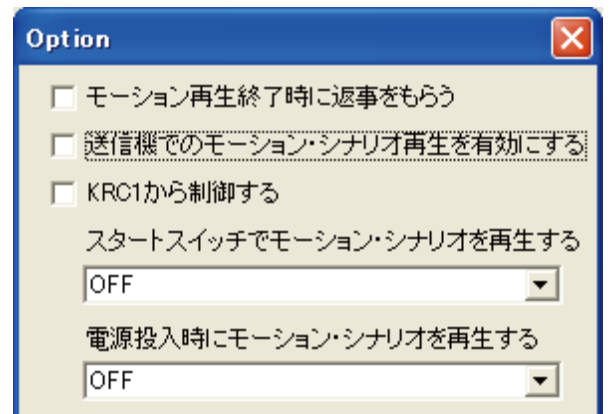 Option
モーション再生終了時に返事をもらう
送信機でのモーション・シナリオ再生を有効にする
KRC1から制御する
スタートスイッチでモーション・シナリオを再生する
OFF
電源投入時にモーション・シナリオを再生する
OFF